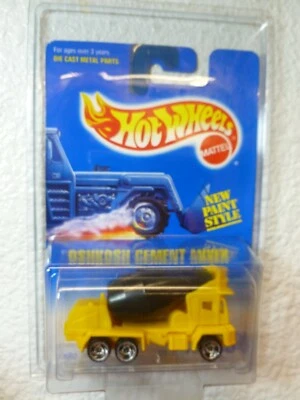 For ages over 3 years
DIE CAST METAL PARTS
HOT WHEELS
MATTEL
NEW
PAINT
STYLE
OSHKOSH CEMENT MIXER